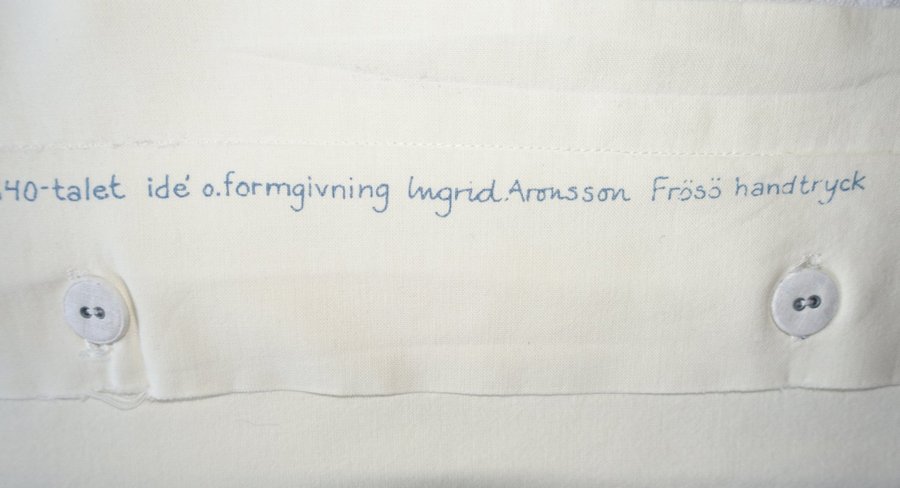 40-talet idé o.formgivning Ingrid.Aronsson Frösö handtryck